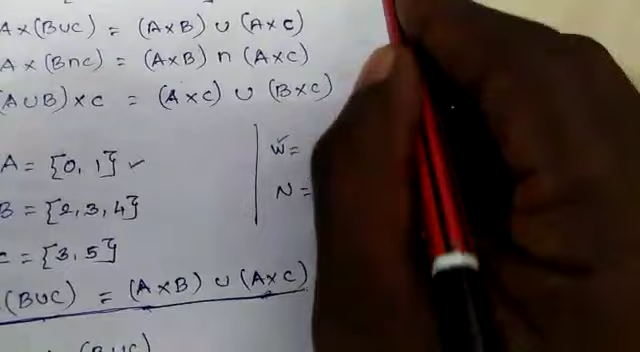 A×(B∪C) = (A×B) ∪ (A×C)
A×(B∩C) = (A×B) ∩ (A×C)
(A∪B)×C = (A×C) ∪ (B×C)
A = {0, 1} ✓
W =
B = {2, 3, 4}
N =
C = {3, 5}
(B∪C) = (A×B) ∪ (A×C)
(B∪C)